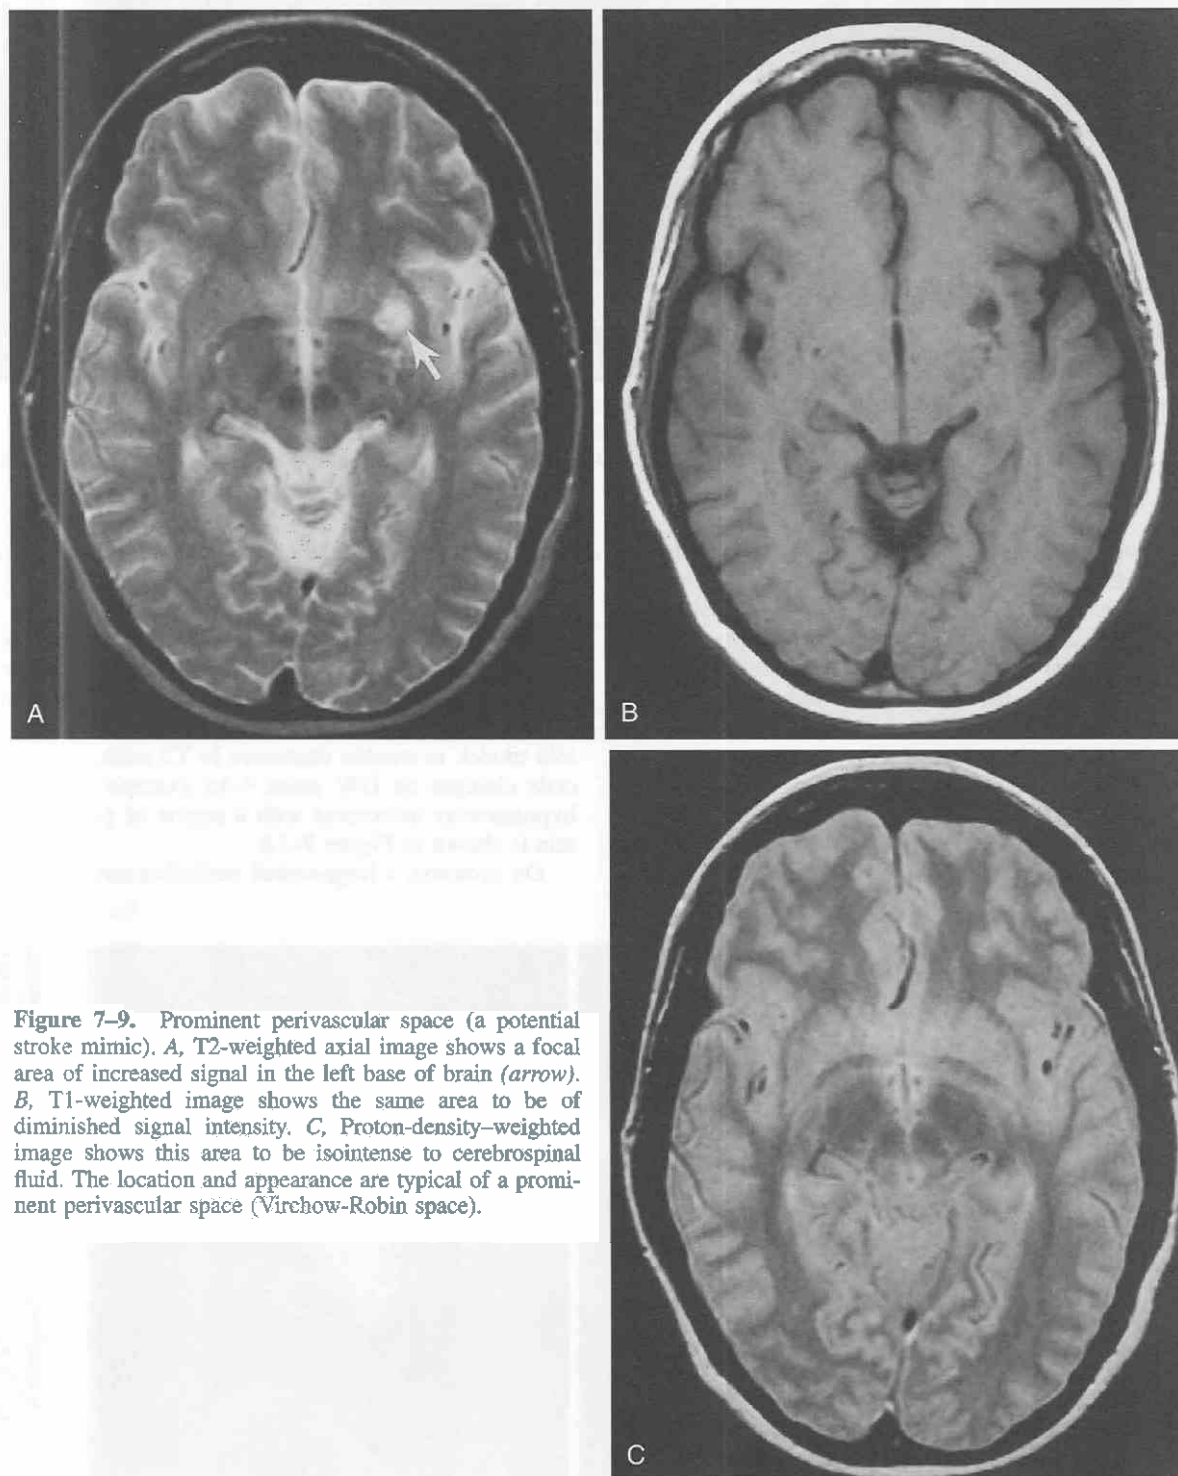 A
B
Figure 7–9. Prominent perivascular space (a potential
stroke mimic). A, T2-weighted axial image shows a focal
area of increased signal in the left base of brain (arrow).
B, T1-weighted image shows the same area to be of
diminished signal intensity. C, Proton-density–weighted
image shows this area to be isointense to cerebrospinal
fluid. The location and appearance are typical of a promi-
nent perivascular space (Virchow-Robin space).
C